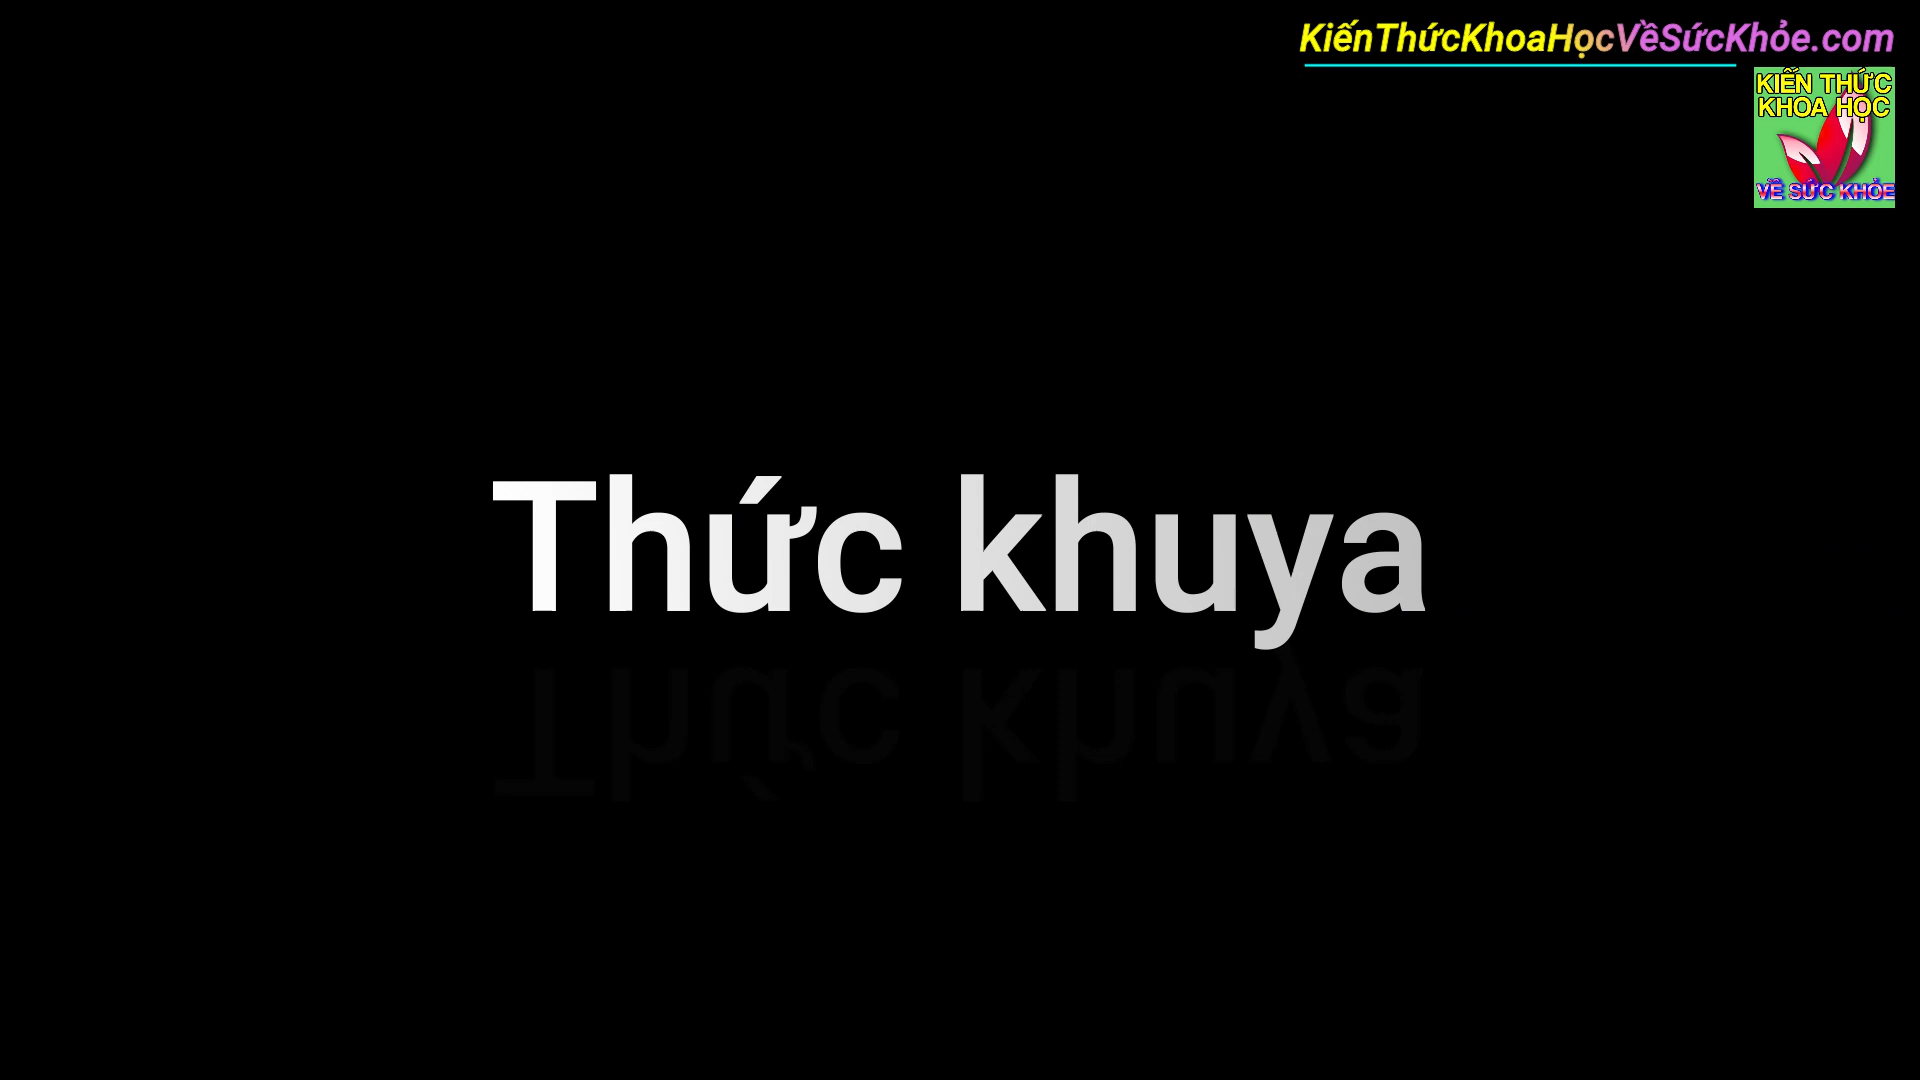 KiếnThứcKhoaHọcVềSứcKhỏe.com
KIẾN THỨC
KHOA HỌC
VỀ SỨC KHỎE
Thức khuya